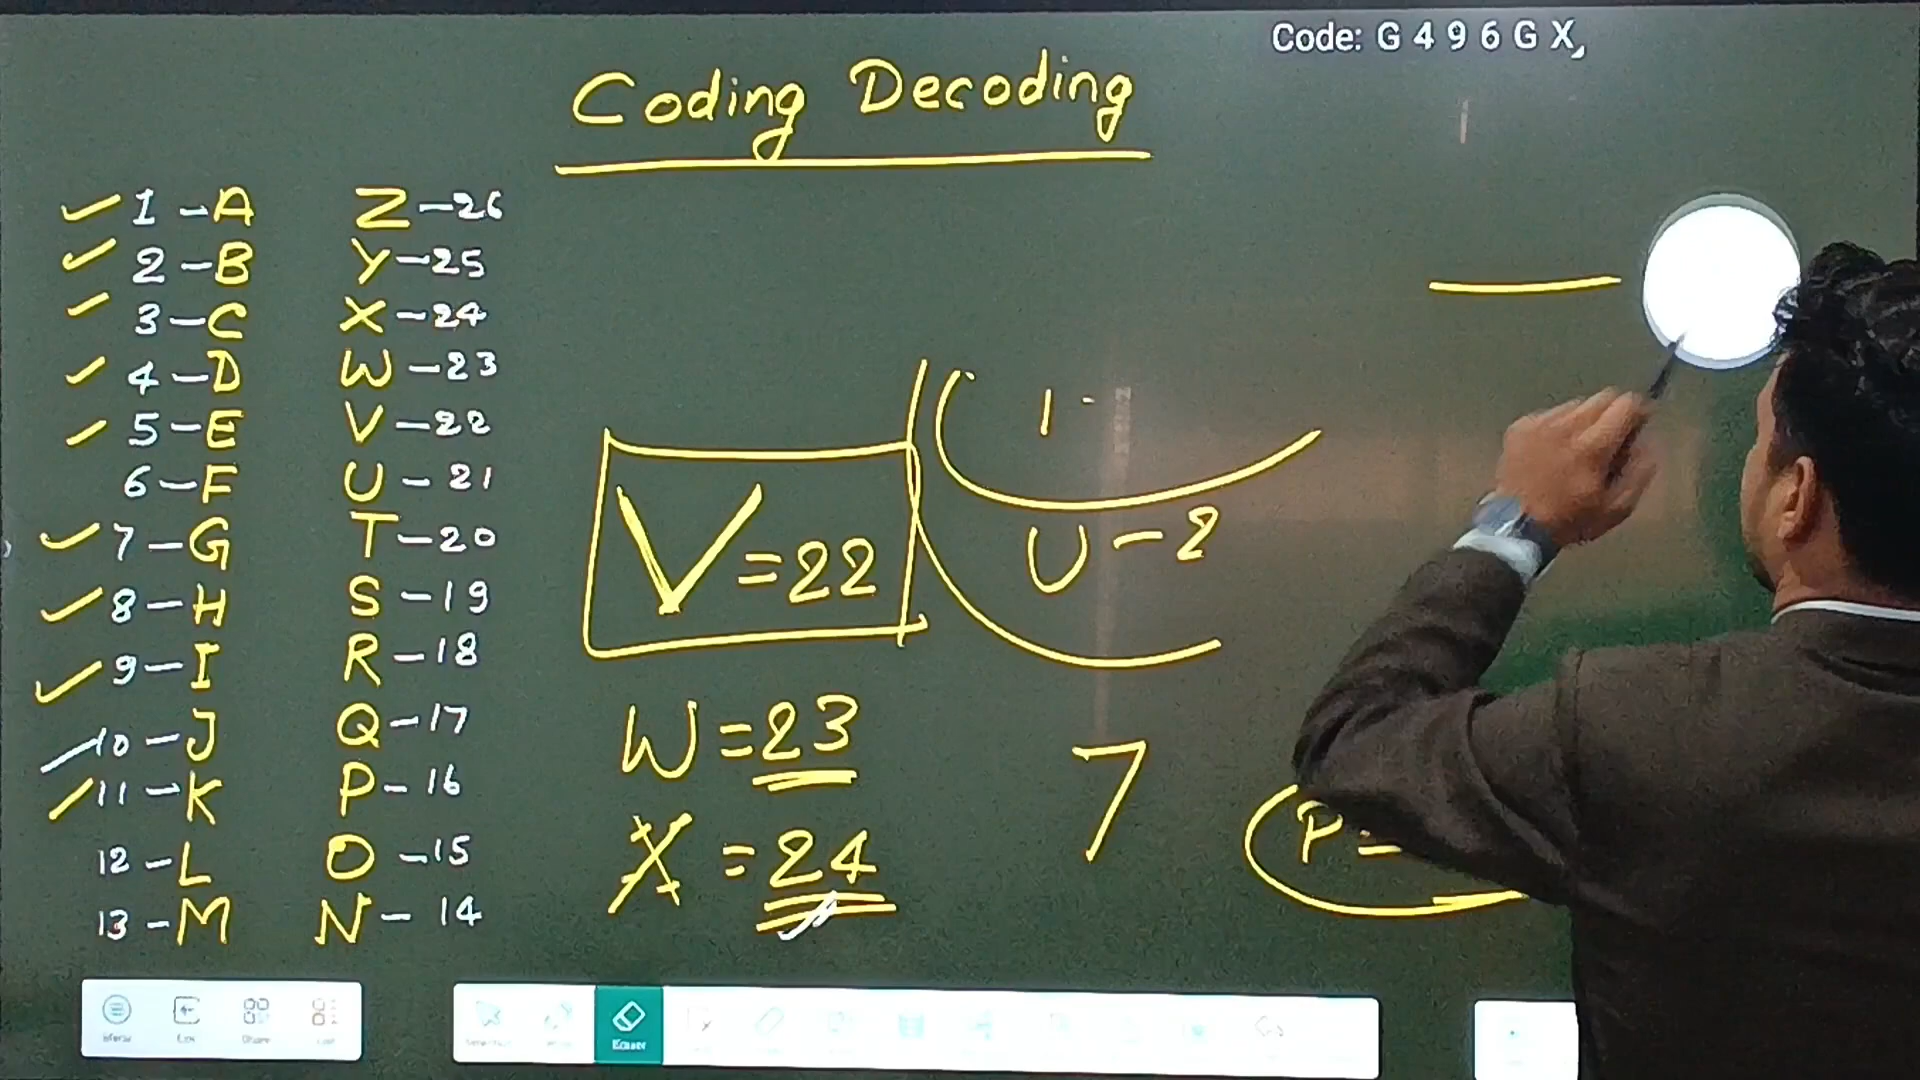 Code: G 4 9 6 G X
Coding Decoding
1 - A Z - 26
2 - B Y - 25
3 - C X - 24
4 - D W - 23
5 - E V - 22
6 - F U - 21
7 - G T - 20
8 - H S - 19
9 - I R - 18
10 - J Q - 17
11 - K P - 16
12 - L O - 15
13 - M N - 14
V = 22
U - 2
W = 23
X = 24
7
P =
Eraser